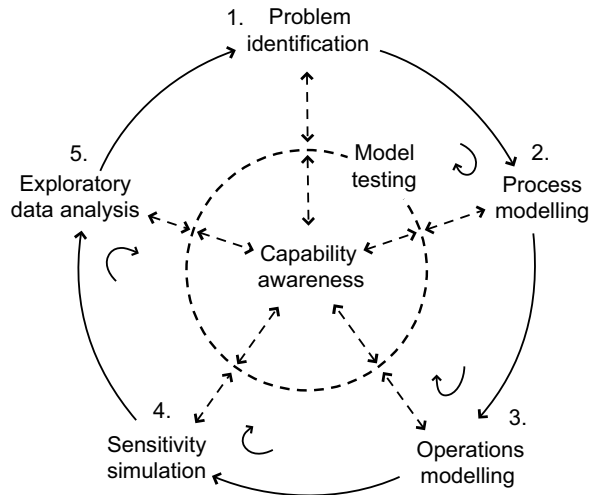 1. Problem
identification
Model
testing
2.
Process
modelling
5.
Exploratory
data analysis
Capability
awareness
3.
Operations
modelling
4.
Sensitivity
simulation